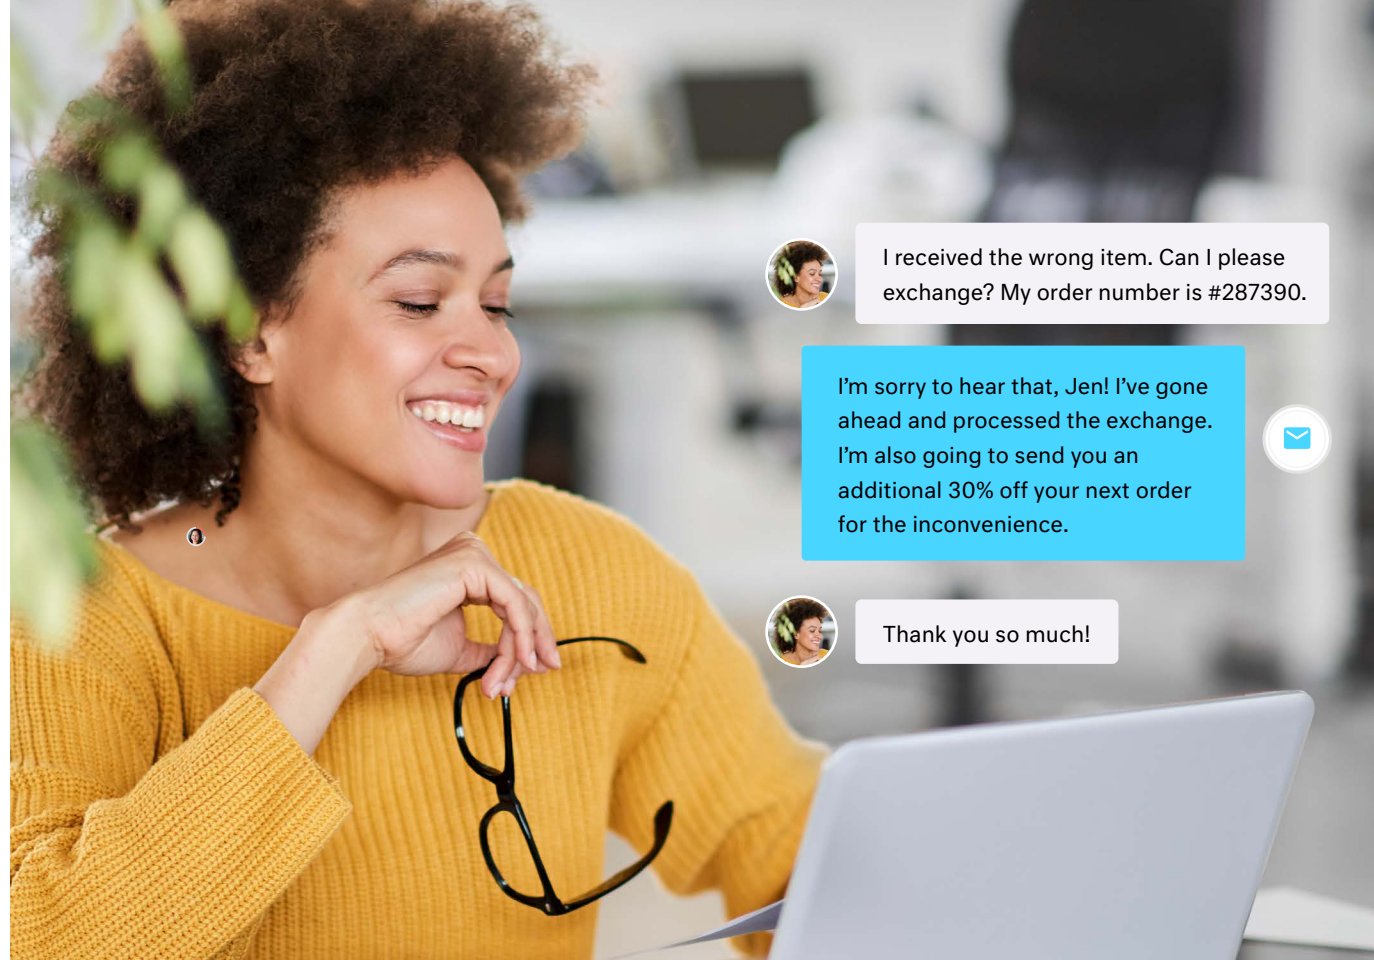 I received the wrong item. Can I please
exchange? My order number is #287390.
I’m sorry to hear that, Jen! I’ve gone
ahead and processed the exchange.
I’m also going to send you an
additional 30% off your next order
for the inconvenience.
Thank you so much!